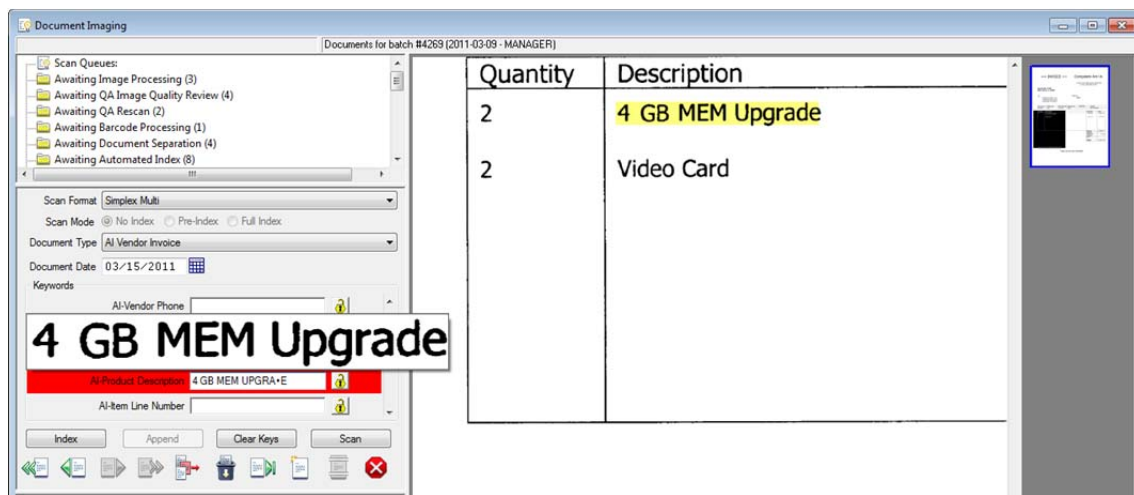 Document Imaging
Documents for batch #4269 (2011-03-09 - MANAGER)
Scan Queues:
Awaiting Image Processing (3)
Awaiting QA Image Quality Review (4)
Awaiting QA Rescan (2)
Awaiting Barcode Processing (1)
Awaiting Document Separation (4)
Awaiting Automated Index (8)
Scan Format Simplex Multi
Scan Mode No Index Pre-Index Full Index
Document Type AI Vendor Invoice
Document Date 03/15/2011
Keywords
AI-Vendor Phone
4 GB MEM Upgrade
AI-Product Description 4 GB MEM UPGRA•E
AI-Item Line Number
Index Append Clear Keys Scan
Quantity Description
2 4 GB MEM Upgrade
2 Video Card